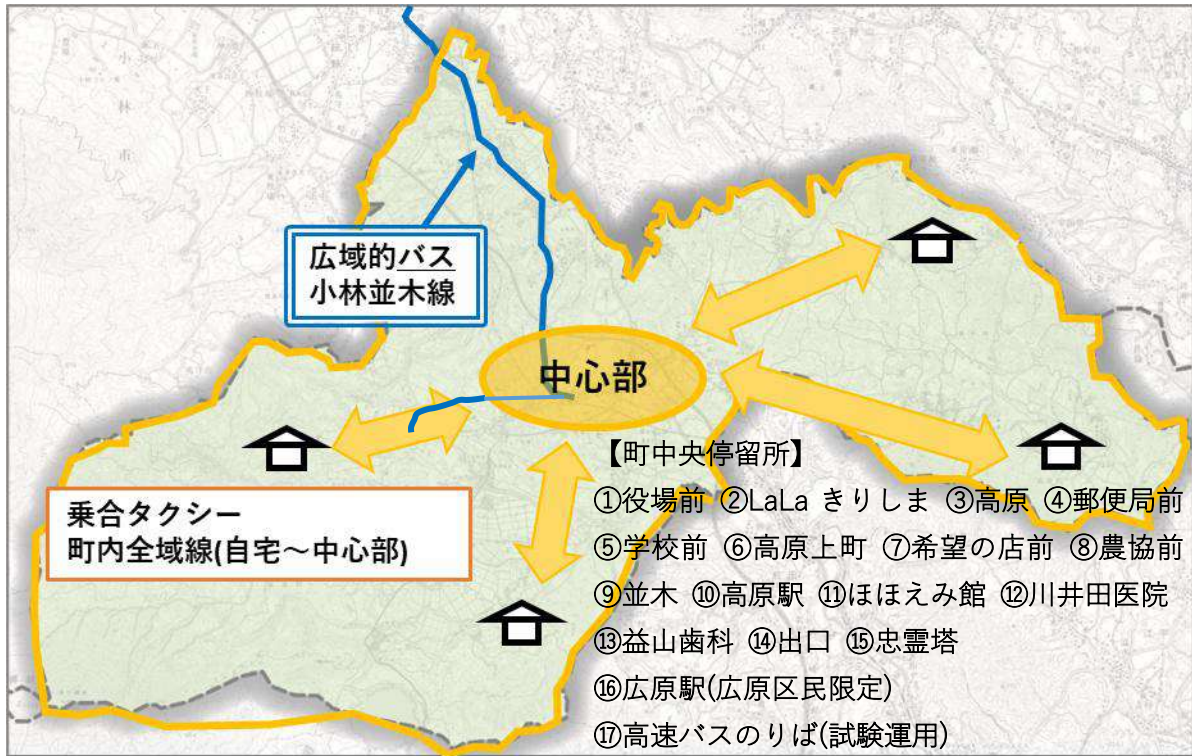 広域的バス
小林並木線
中心部
乗合タクシー
町内全域線(自宅～中心部)
【町中央停留所】
①役場前 ②LaLa きりしま ③高原 ④郵便局前
⑤学校前 ⑥高原上町 ⑦希望の店前 ⑧農協前
⑨並木 ⑩高原駅 ⑪ほほえみ館 ⑫川井田医院
⑬益山歯科 ⑭出口 ⑮忠霊塔
⑯広原駅(広原区民限定)
⑰高速バスのりば(試験運用)